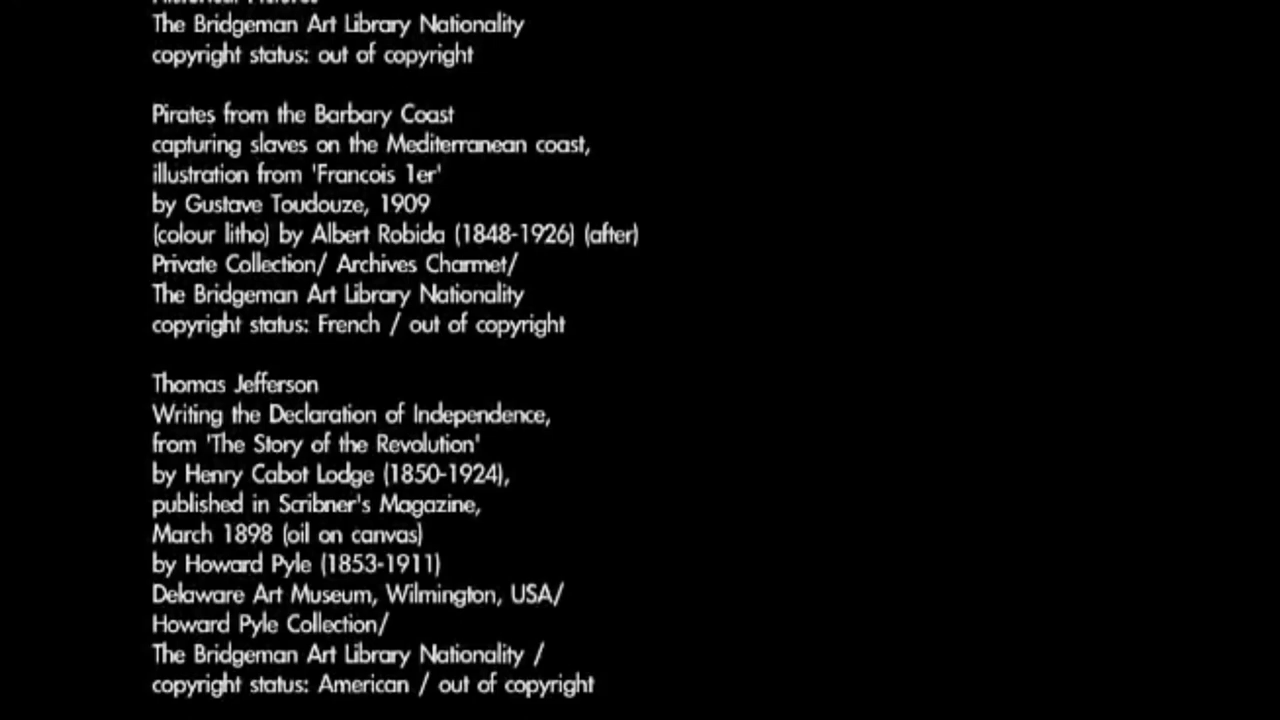 Historical Pictures
The Bridgeman Art Library Nationality
copyright status: out of copyright
Pirates from the Barbary Coast
capturing slaves on the Mediterranean coast,
illustration from 'Francois 1er'
by Gustave Toudouze, 1909
(colour litho) by Albert Robida (1848-1926) (after)
Private Collection/ Archives Charmet/
The Bridgeman Art Library Nationality
copyright status: French / out of copyright
Thomas Jefferson
Writing the Declaration of Independence,
from 'The Story of the Revolution'
by Henry Cabot Lodge (1850-1924),
published in Scribner's Magazine,
March 1898 (oil on canvas)
by Howard Pyle (1853-1911)
Delaware Art Museum, Wilmington, USA/
Howard Pyle Collection/
The Bridgeman Art Library Nationality /
copyright status: American / out of copyright